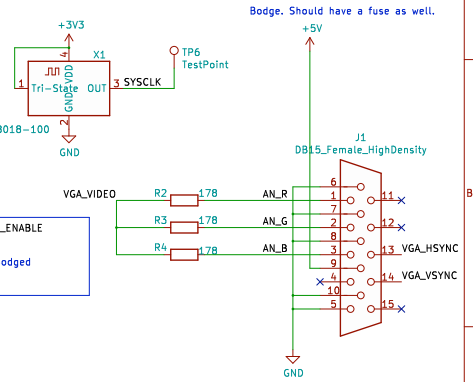 Bodge. Should have a fuse as well.
+3V3
+5V
X1
4
VDD
1
Tri-State
OUT
3
SYSCLK
GND
2
8018-100
GND
TP6
TestPoint
J1
DB15_Female_HighDensity
VGA_VIDEO
R2
178
AN_R
R3
178
AN_G
R4
178
AN_B
6
1
7
2
8
3
9
4
10
5
11
12
13
VGA_HSYNC
14
VGA_VSYNC
15
GND
_ENABLE
odged
B